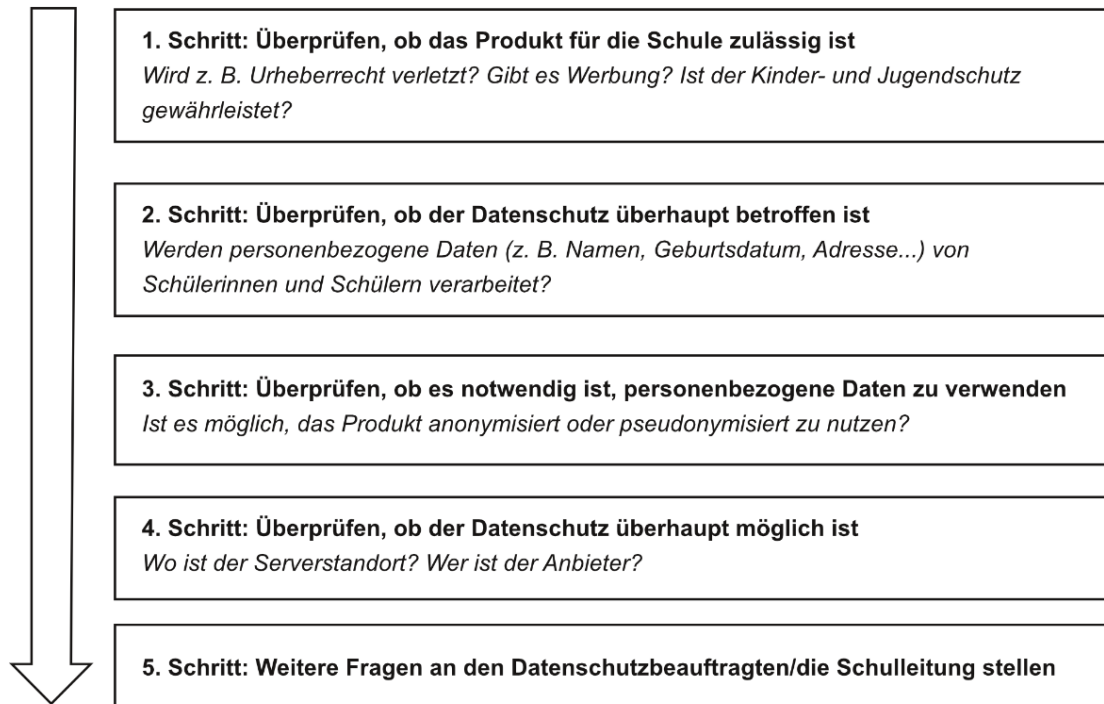 1. Schritt: Überprüfen, ob das Produkt für die Schule zulässig ist
Wird z. B. Urheberrecht verletzt? Gibt es Werbung? Ist der Kinder- und Jugendschutz
gewährleistet?
2. Schritt: Überprüfen, ob der Datenschutz überhaupt betroffen ist
Werden personenbezogene Daten (z. B. Namen, Geburtsdatum, Adresse...) von
Schülerinnen und Schülern verarbeitet?
3. Schritt: Überprüfen, ob es notwendig ist, personenbezogene Daten zu verwenden
Ist es möglich, das Produkt anonymisiert oder pseudonymisiert zu nutzen?
4. Schritt: Überprüfen, ob der Datenschutz überhaupt möglich ist
Wo ist der Serverstandort? Wer ist der Anbieter?
5. Schritt: Weitere Fragen an den Datenschutzbeauftragten/die Schulleitung stellen